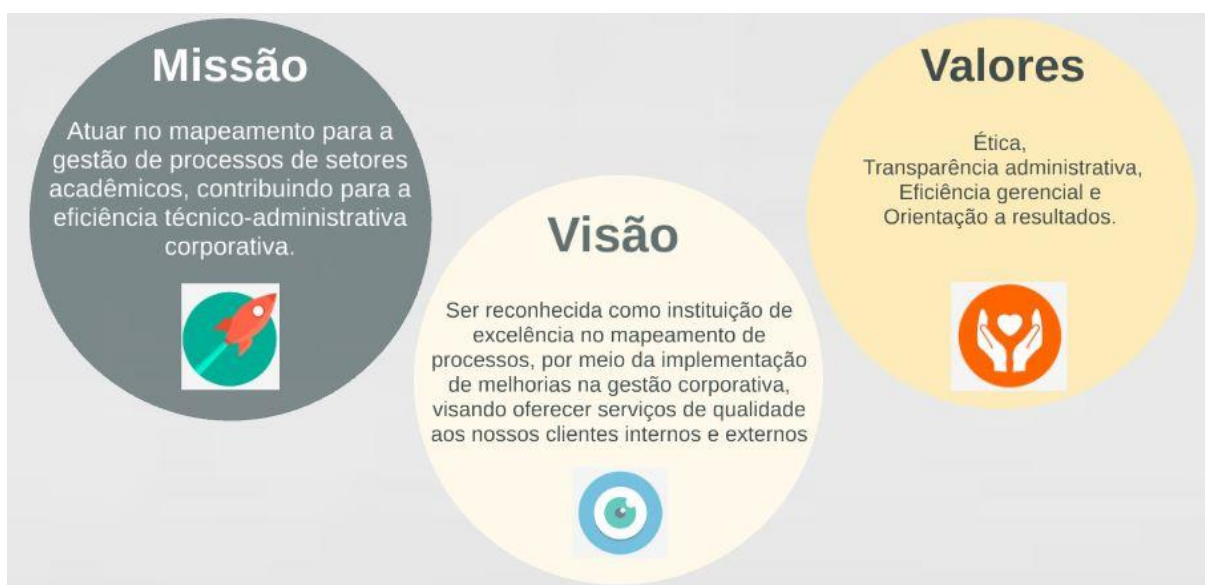 Missão
Atuar no mapeamento para a
gestão de processos de setores
acadêmicos, contribuindo para a
eficiência técnico-administrativa
corporativa.
Visão
Ser reconhecida como instituição de
excelência no mapeamento de
processos, por meio da implementação
de melhorias na gestão corporativa,
visando oferecer serviços de qualidade
aos nossos clientes internos e externos
Valores
Ética,
Transparência administrativa,
Eficiência gerencial e
Orientação a resultados.